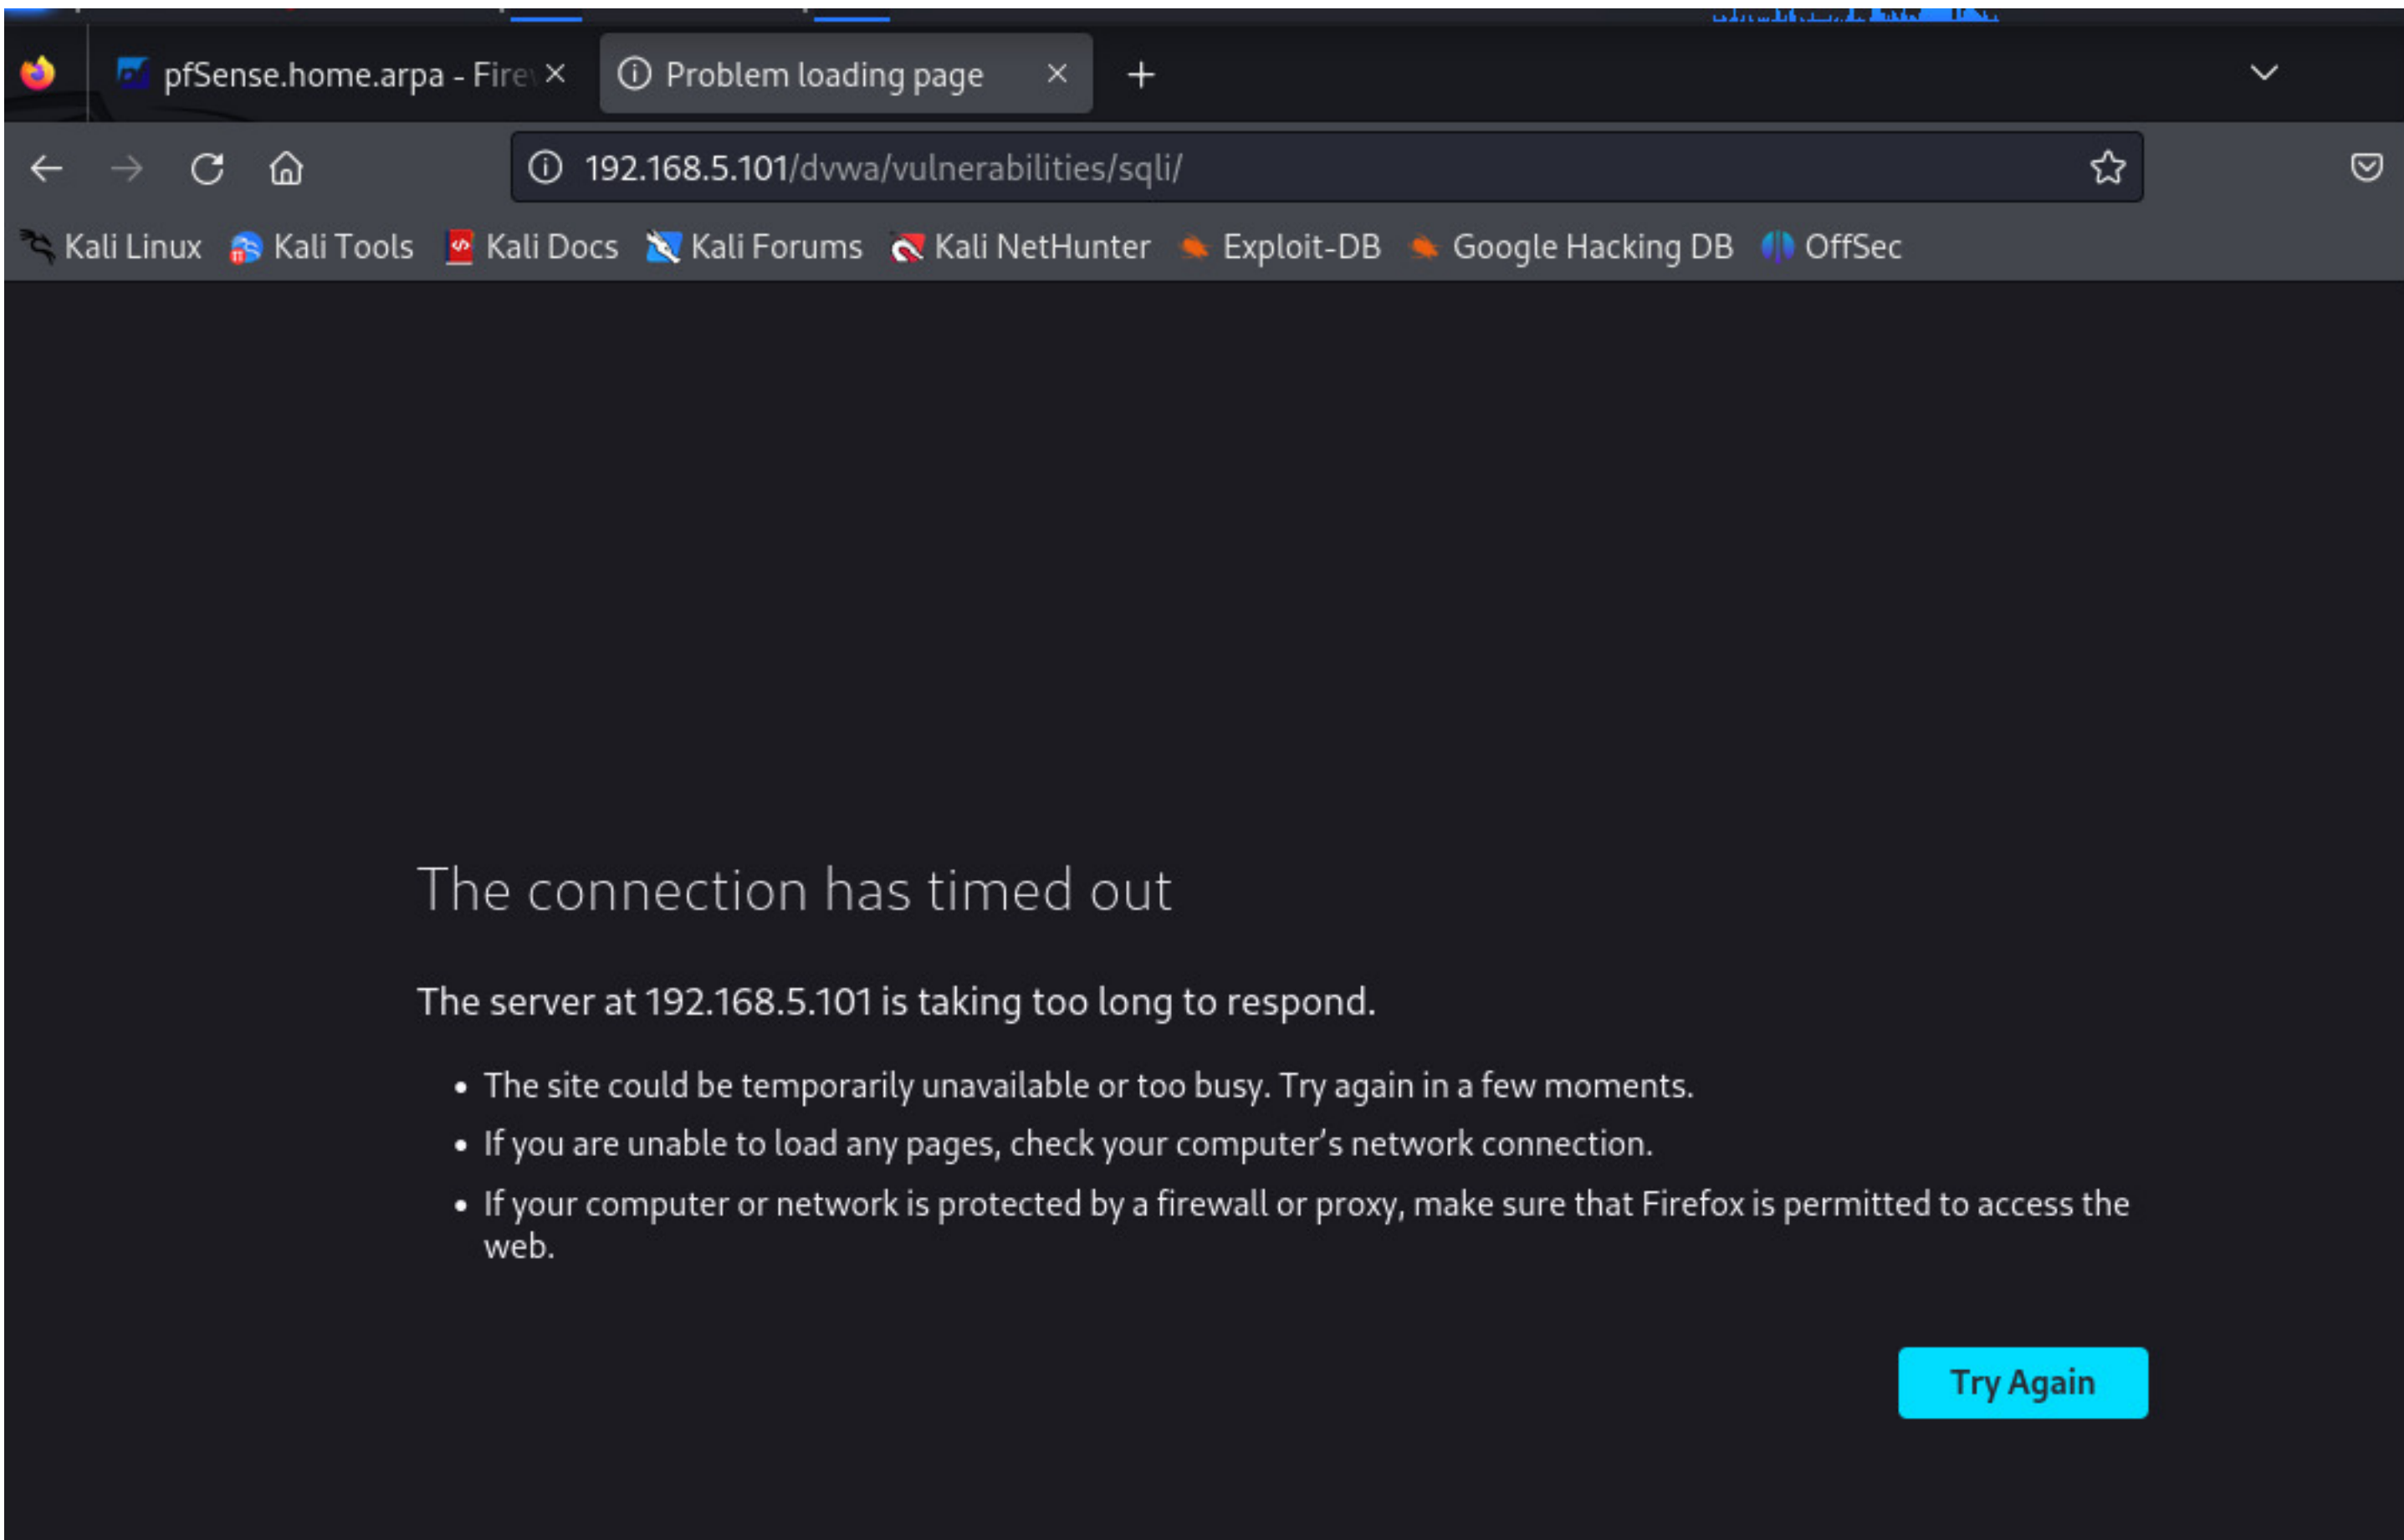 pfSense.home.arpa - Fire
Problem loading page
192.168.5.101/dvwa/vulnerabilities/sqli/
Kali Linux Kali Tools Kali Docs Kali Forums Kali NetHunter Exploit-DB Google Hacking DB OffSec
The connection has timed out
The server at 192.168.5.101 is taking too long to respond.
• The site could be temporarily unavailable or too busy. Try again in a few moments.
• If you are unable to load any pages, check your computer’s network connection.
• If your computer or network is protected by a firewall or proxy, make sure that Firefox is permitted to access the
web.
Try Again